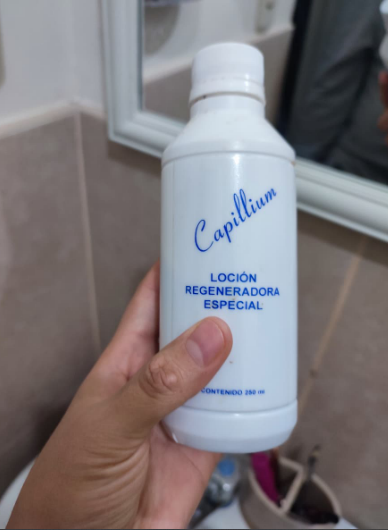 Capillium
LOCIÓN
REGENERADORA
ESPECIAL
CONTENIDO 250 ml